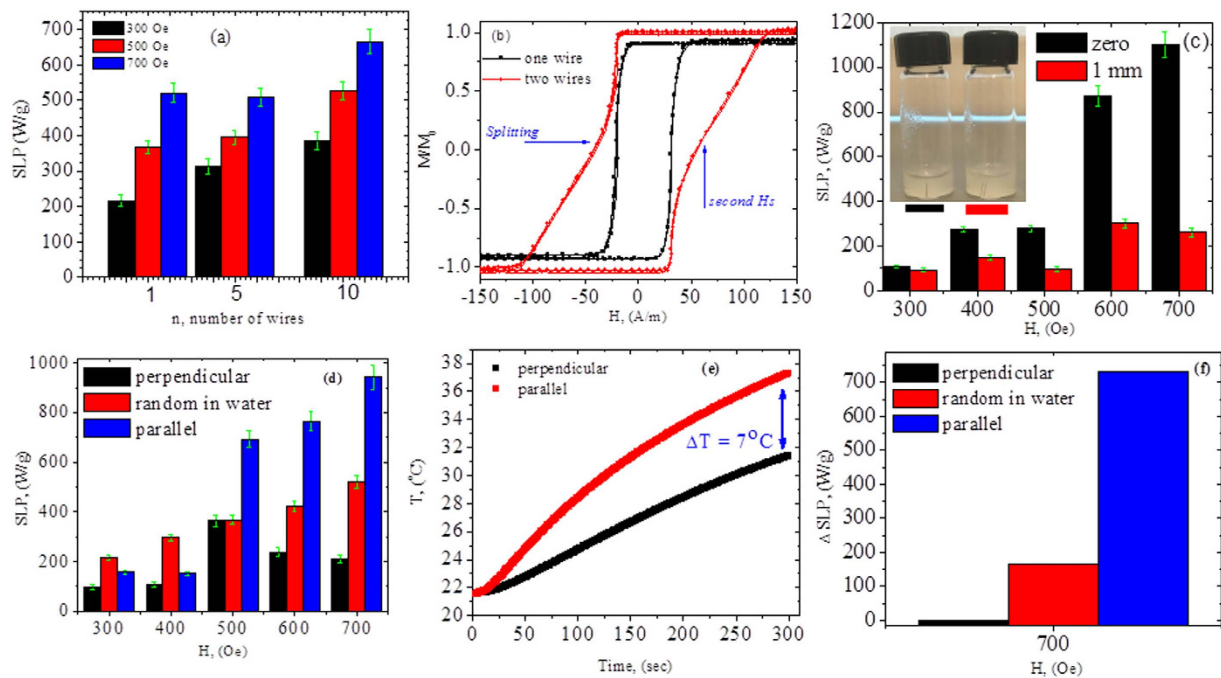 700
600
500
400
300
200
100
0
SLP (W/g)
300 Oe
500 Oe
700 Oe
(a)
1
5
10
n, number of wires
1.0
0.5
0.0
-0.5
-1.0
M/M0
(b)
one wire
two wires
Splitting
second Hs
-150
-100
-50
0
50
100
150
H, (A/m)
1200
1000
800
600
400
200
0
SLP, (W/g)
zero
1 mm
(c)
300
400
500
600
700
H, (Oe)
1000
800
600
400
200
0
SLP, (W/g)
perpendicular
random in water
parallel
(d)
300
400
500
600
700
H, (Oe)
38
36
34
32
30
28
26
24
22
20
T, (°C)
perpendicular
parallel
(e)
ΔT = 7°C
0
50
100
150
200
250
300
Time, (sec)
700
600
500
400
300
200
100
0
Δ SLP, (W/g)
perpendicular
random in water
parallel
(f)
700
H, (Oe)